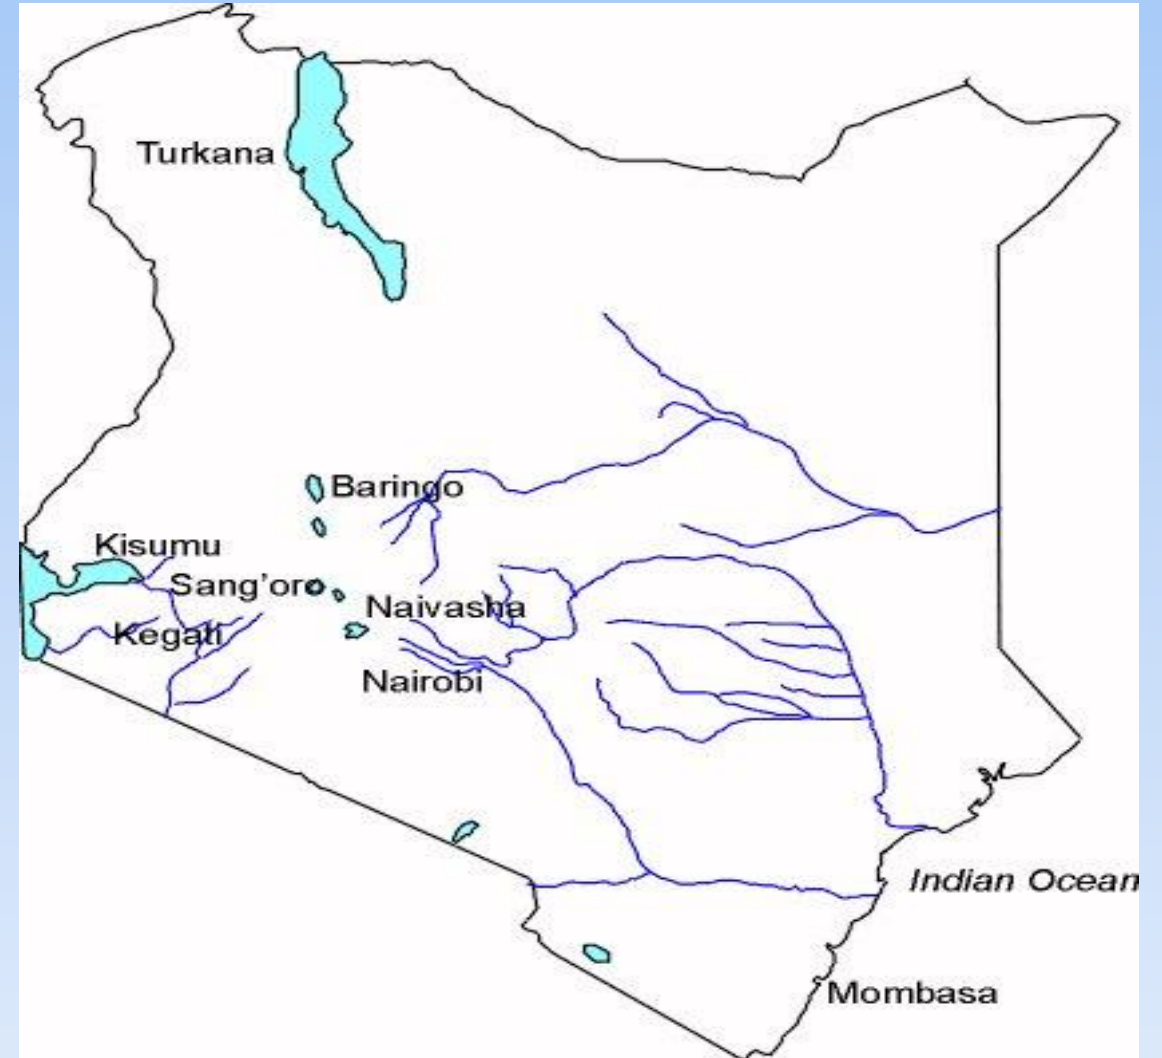 Turkana
Baringo
Kisumu
Sang'oro
Naivasha
Kegati
Nairobi
Indian Ocean
Mombasa